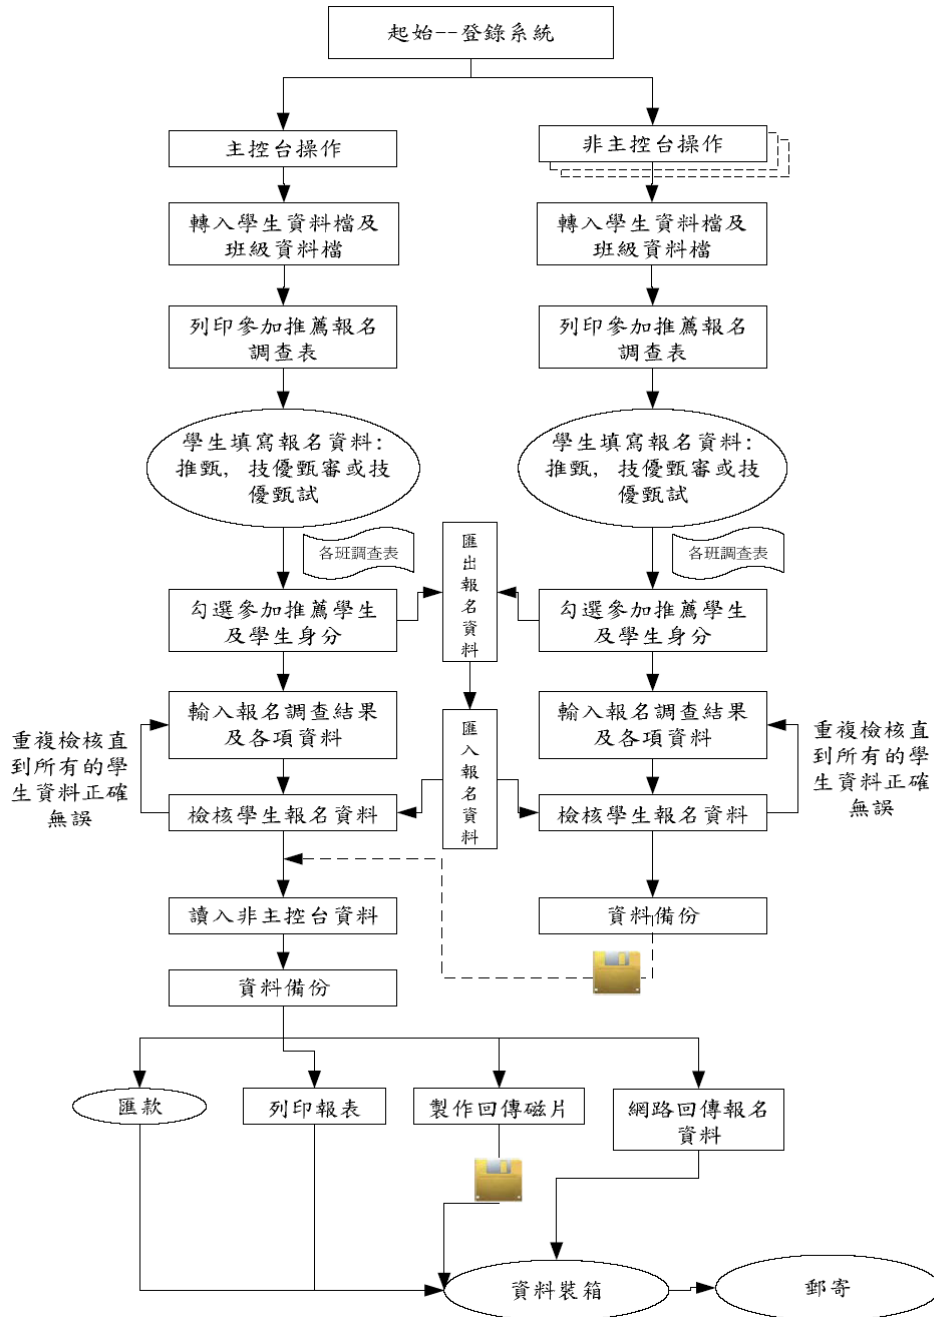 起始--登錄系統
主控台操作
非主控台操作
轉入學生資料檔及
班級資料檔
轉入學生資料檔及
班級資料檔
列印參加推薦報名
調查表
列印參加推薦報名
調查表
學生填寫報名資料:
推甄，技優甄審或技
優甄試
學生填寫報名資料:
推甄，技優甄審或技
優甄試
各班調查表
匯出報名資料
各班調查表
勾選參加推薦學生
及學生身分
勾選參加推薦學生
及學生身分
輸入報名調查結果
及各項資料
匯入報名資料
輸入報名調查結果
及各項資料
重複檢核直
到所有的學
生資料正確
無誤
重複檢核直
到所有的學
生資料正確
無誤
檢核學生報名資料
檢核學生報名資料
讀入非主控台資料
資料備份
資料備份
匯款
列印報表
製作回傳磁片
網路回傳報名
資料
資料裝箱
郵寄